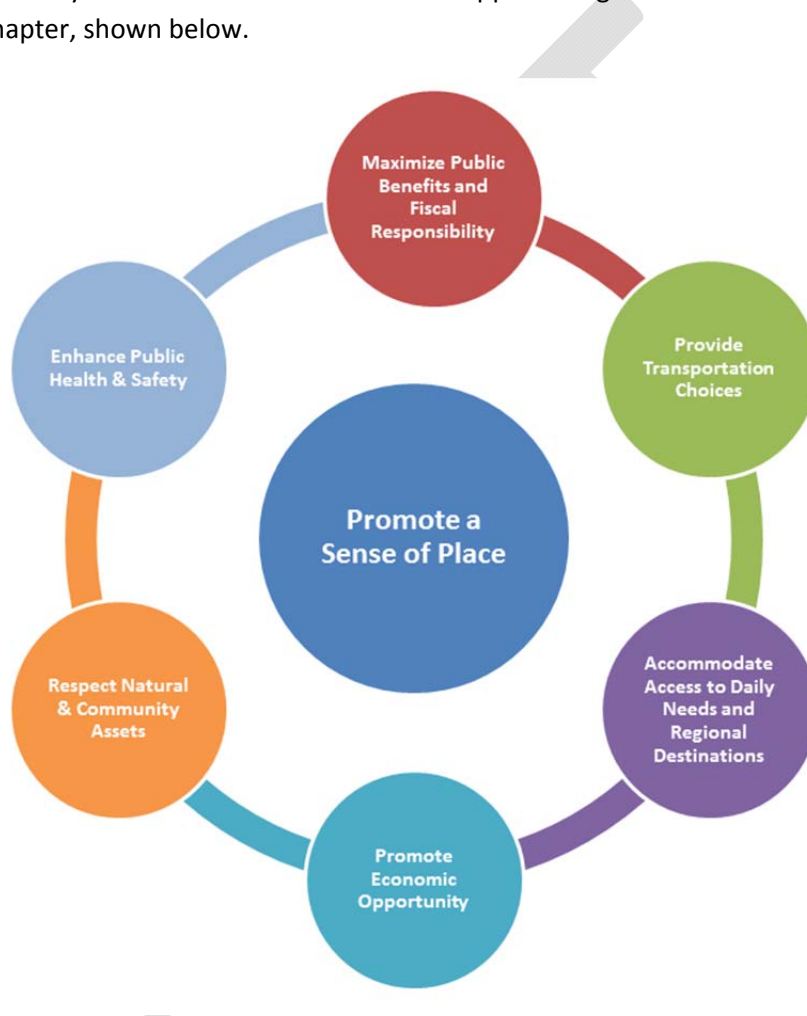 hapter, shown below.
Maximize Public
Benefits and
Fiscal
Responsibility
Provide
Transportation
Choices
Accommodate
Access to Daily
Needs and
Regional
Destinations
Promote
Economic
Opportunity
Respect Natural
& Community
Assets
Enhance Public
Health & Safety
Promote a
Sense of Place